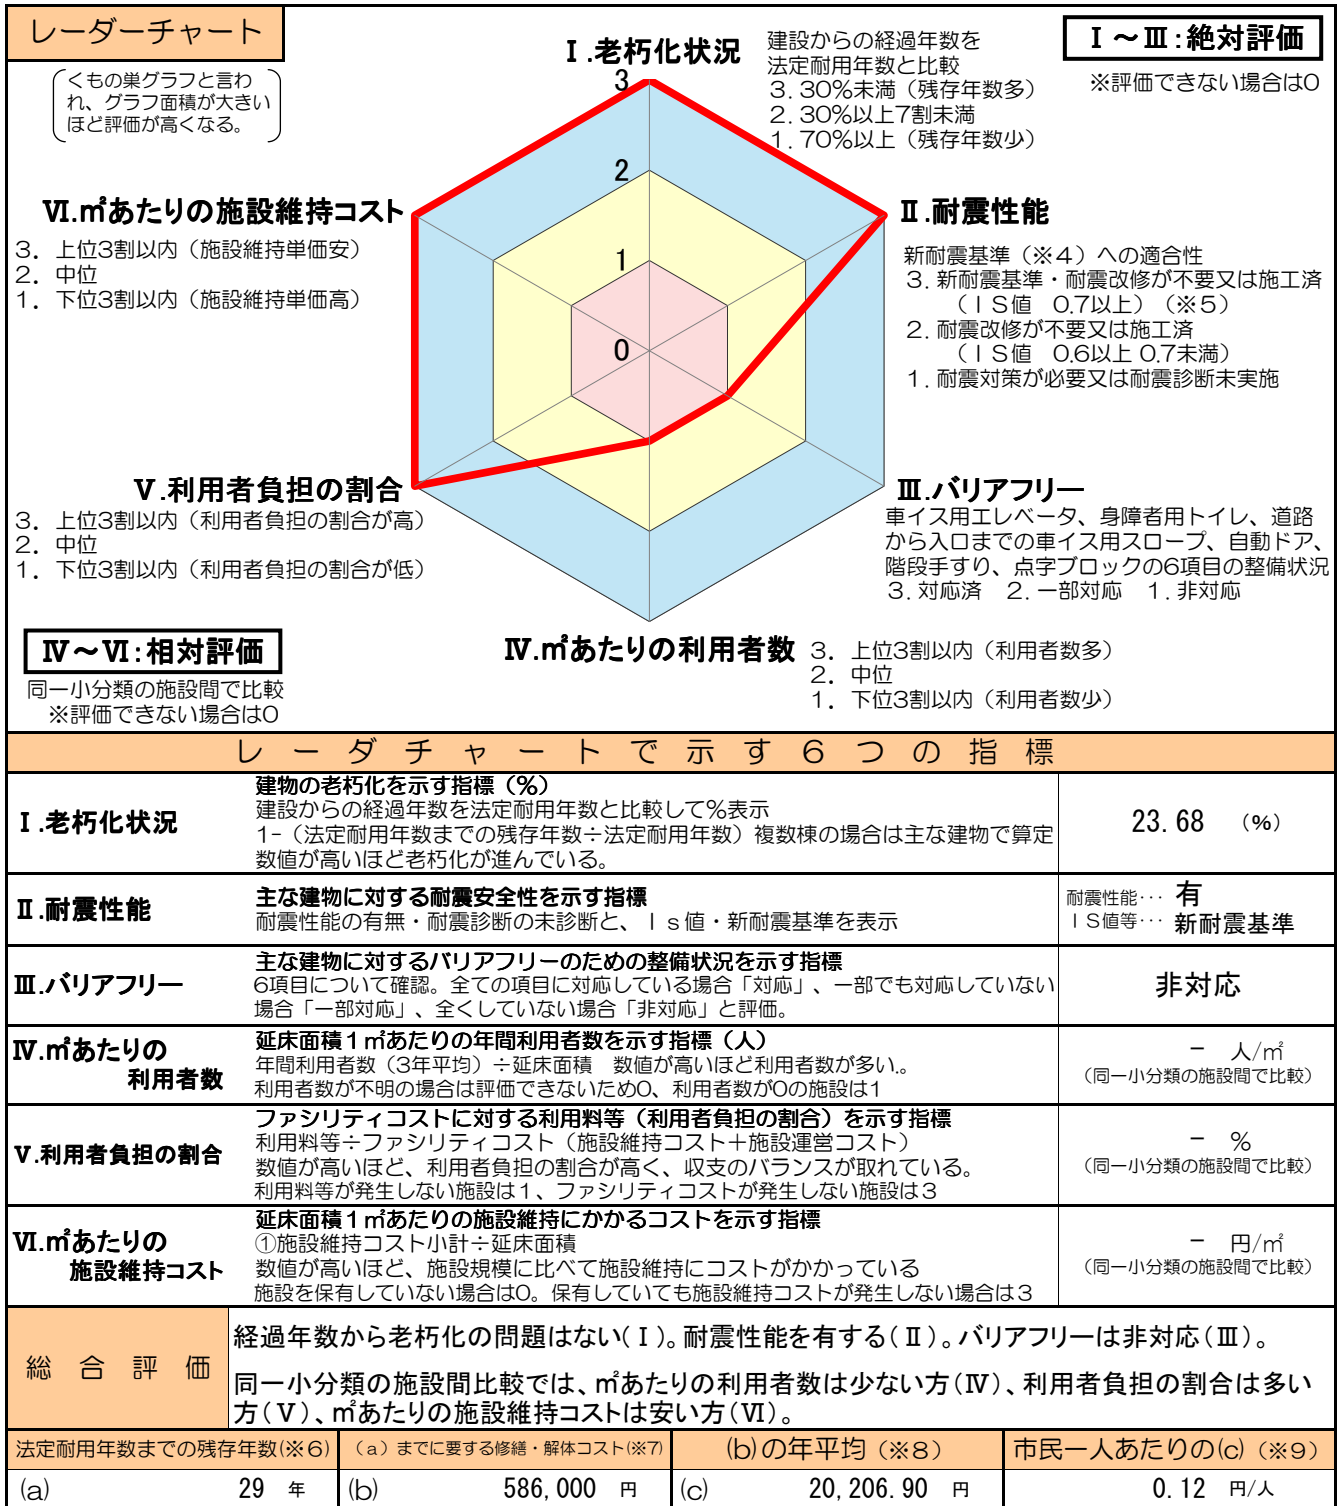 レーダーチャート
くもの巣グラフと言わ
れ、グラフ面積が大きい
ほど評価が高くなる。
Ⅰ.老朽化状況
建設からの経過年数を
法定耐用年数と比較
3. 30%未満（残存年数多）
2. 30%以上7割未満
1. 70%以上（残存年数少）
Ⅰ～Ⅲ:絶対評価
※評価できない場合は0
3
2
1
0
Ⅵ.㎡あたりの施設維持コスト
3. 上位3割以内（施設維持単価安）
2. 中位
1. 下位3割以内（施設維持単価高）
Ⅱ.耐震性能
新耐震基準（※4）への適合性
3. 新耐震基準・耐震改修が不要又は施工済
（ＩＳ値　0.7以上）（※5）
2. 耐震改修が不要又は施工済
（ＩＳ値　0.6以上 0.7未満）
1. 耐震対策が必要又は耐震診断未実施
Ⅴ.利用者負担の割合
3. 上位3割以内（利用者負担の割合が高）
2. 中位
1. 下位3割以内（利用者負担の割合が低）
Ⅲ.バリアフリー
車イス用エレベータ、身障者用トイレ、道路
から入口までの車イス用スロープ、自動ドア、
階段手すり、点字ブロックの6項目の整備状況
3. 対応済　2. 一部対応　1. 非対応
Ⅳ～Ⅵ:相対評価
同一小分類の施設間で比較
※評価できない場合は0
Ⅳ.㎡あたりの利用者数
3. 上位3割以内（利用者数多）
2. 中位
1. 下位3割以内（利用者数少）
レーダチャートで示す6つの指標
Ⅰ.老朽化状況
建物の老朽化を示す指標（%）
建設からの経過年数を法定耐用年数と比較して%表示
1-（法定耐用年数までの残存年数÷法定耐用年数）複数棟の場合は主な建物で算定
数値が高いほど老朽化が進んでいる。
23.68　（%）
Ⅱ.耐震性能
主な建物に対する耐震安全性を示す指標
耐震性能の有無・耐震診断の未診断と、Ｉｓ値・新耐震基準を表示
耐震性能… 有
ＩＳ値等… 新耐震基準
Ⅲ.バリアフリー
主な建物に対するバリアフリーのための整備状況を示す指標
6項目について確認。全ての項目に対応している場合「対応」、一部でも対応していない
場合「一部対応」、全くしていない場合「非対応」と評価。
非対応
Ⅳ.㎡あたりの
利用者数
延床面積１㎡あたりの年間利用者数を示す指標（人）
年間利用者数（3年平均）÷延床面積　数値が高いほど利用者数が多い。
利用者数が不明の場合は評価できないため0、利用者数が0の施設は1
－　人/㎡
（同一小分類の施設間で比較）
Ⅴ.利用者負担の割合
ファシリティコストに対する利用料等（利用者負担の割合）を示す指標
利用料等÷ファシリティコスト（施設維持コスト＋施設運営コスト）
数値が高いほど、利用者負担の割合が高く、収支のバランスが取れている。
利用料等が発生しない施設は１、ファシリティコストが発生しない施設は３
－　%
（同一小分類の施設間で比較）
Ⅵ.㎡あたりの
施設維持コスト
延床面積１㎡あたりの施設維持にかかるコストを示す指標
①施設維持コスト小計÷延床面積
数値が高いほど、施設規模に比べて施設維持にコストがかかっている
施設を保有していない場合は0。保有していても施設維持コストが発生しない場合は３
－　円/㎡
（同一小分類の施設間で比較）
総合評価
経過年数から老朽化の問題はない(Ⅰ)。耐震性能を有する(Ⅱ)。バリアフリーは非対応(Ⅲ)。
同一小分類の施設間比較では、㎡あたりの利用者数は少ない方(Ⅳ)、利用者負担の割合は多い
方(Ⅴ)、㎡あたりの施設維持コストは安い方(Ⅵ)。
法定耐用年数までの残存年数(※6)
（a）までに要する修繕・解体コスト(※7)
(b)の年平均（※8）
市民一人あたりの(c)（※9）
(a)　29 年
(b)　586,000 円
(c)　20,206.90 円
0.12 円/人